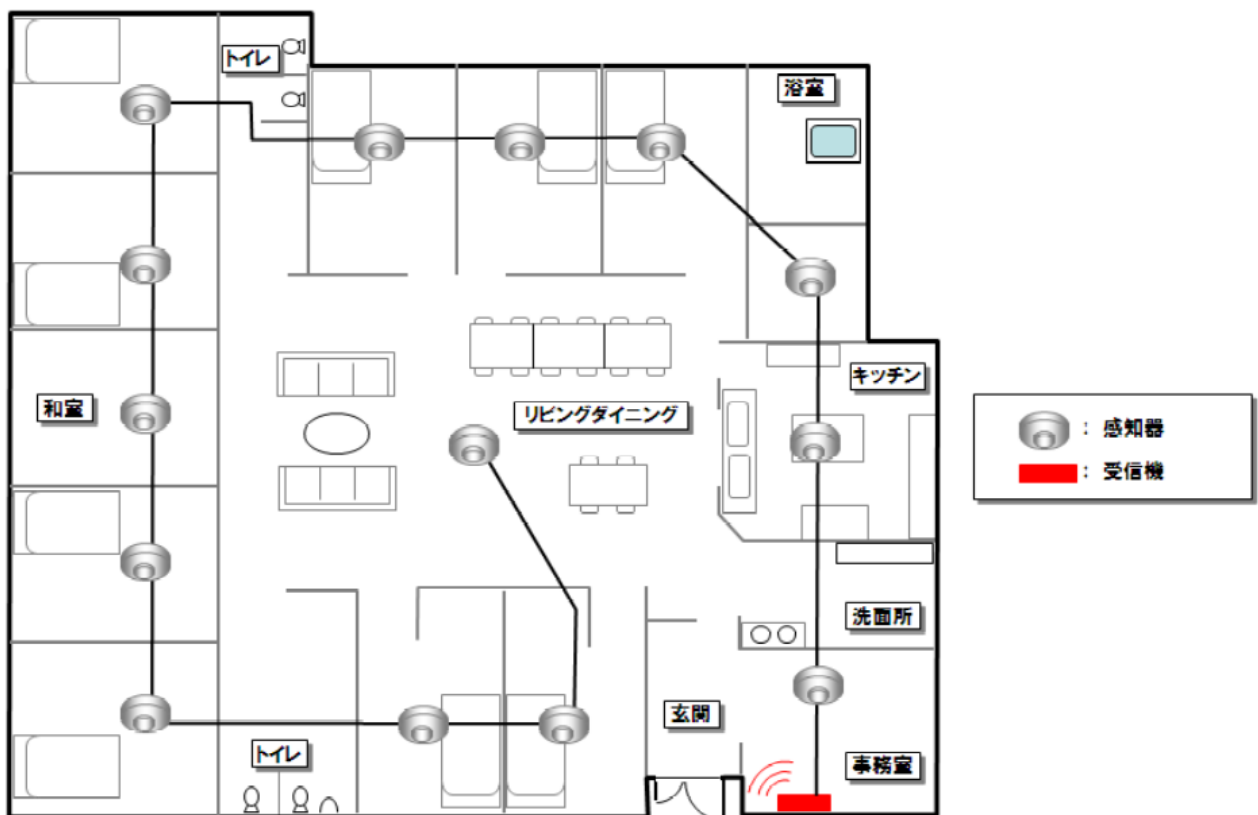 トイレ
浴室
キッチン
和室
リビングダイニング
： 感知器
： 受信機
洗面所
玄関
トイレ
事務室